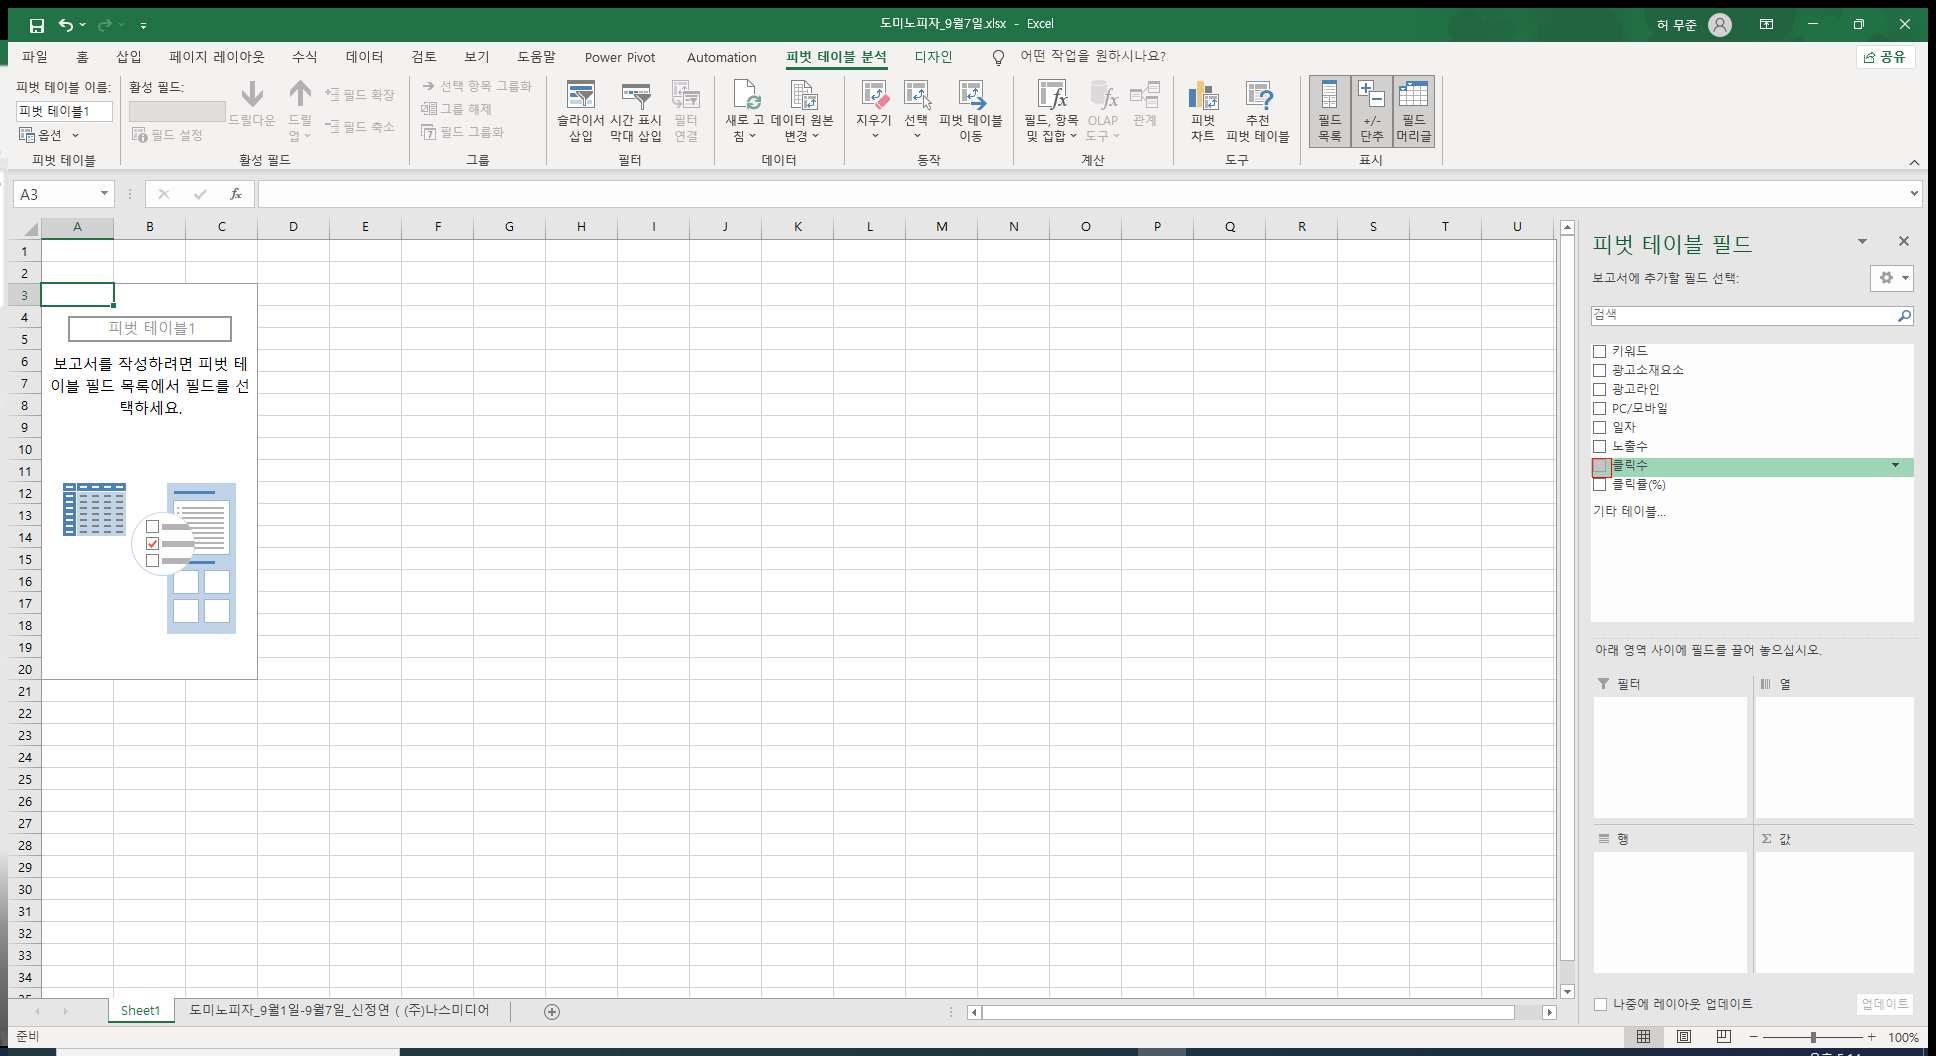 도미노피자_9월7일.xlsx - Excel
허 무준
파일 홈 삽입 페이지 레이아웃 수식 데이터 검토 보기 도움말 Power Pivot Automation 피벗 테이블 분석 디자인 어떤 작업을 원하시나요? 공유
피벗 테이블 이름:
피벗 테이블1
옵션
피벗 테이블
활성 필드:
필드 설정
드릴다운
드릴
업
필드 확장
필드 축소
활성 필드
선택 항목 그룹화
그룹 해제
필드 그룹화
그룹
슬라이서
삽입
시간 표시
막대 삽입
필터
연결
필터
새로 고
침
데이터 원본
변경
데이터
지우기
선택
피벗 테이블
이동
동작
필드, 항목
및 집합
OLAP
도구
관계
계산
피벗
차트
추천
피벗 테이블
도구
필드
목록
+/-
단추
필드
머리글
표시
A3
fx
A B C D E F G H I J K L M N O P Q R S T U
1
2
3
4
5
6
7
8
9
10
11
12
13
14
15
16
17
18
19
20
21
22
23
24
25
26
27
28
29
30
31
32
33
34
피벗 테이블1
보고서를 작성하려면 피벗 테
이블 필드 목록에서 필드를 선
택하세요.
피벗 테이블 필드
보고서에 추가할 필드 선택:
검색
키워드
광고소재요소
광고라인
PC/모바일
일자
노출수
클릭수
클릭률(%)
기타 테이블...
아래 영역 사이에 필드를 끌어 놓으십시오.
필터
열
행
Σ 값
나중에 레이아웃 업데이트
업데이트
Sheet1
도미노피자_9월1일-9월7일_신정연 ( (주)나스미디어
준비
100%